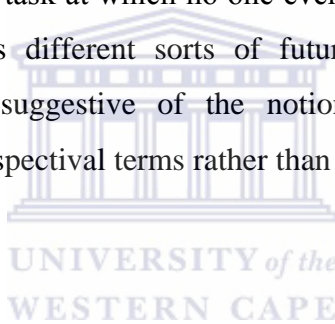 task at which no one ever
s different sorts of futur
suggestive of the notion
spectival terms rather than
UNIVERSITY of the
WESTERN CAPE